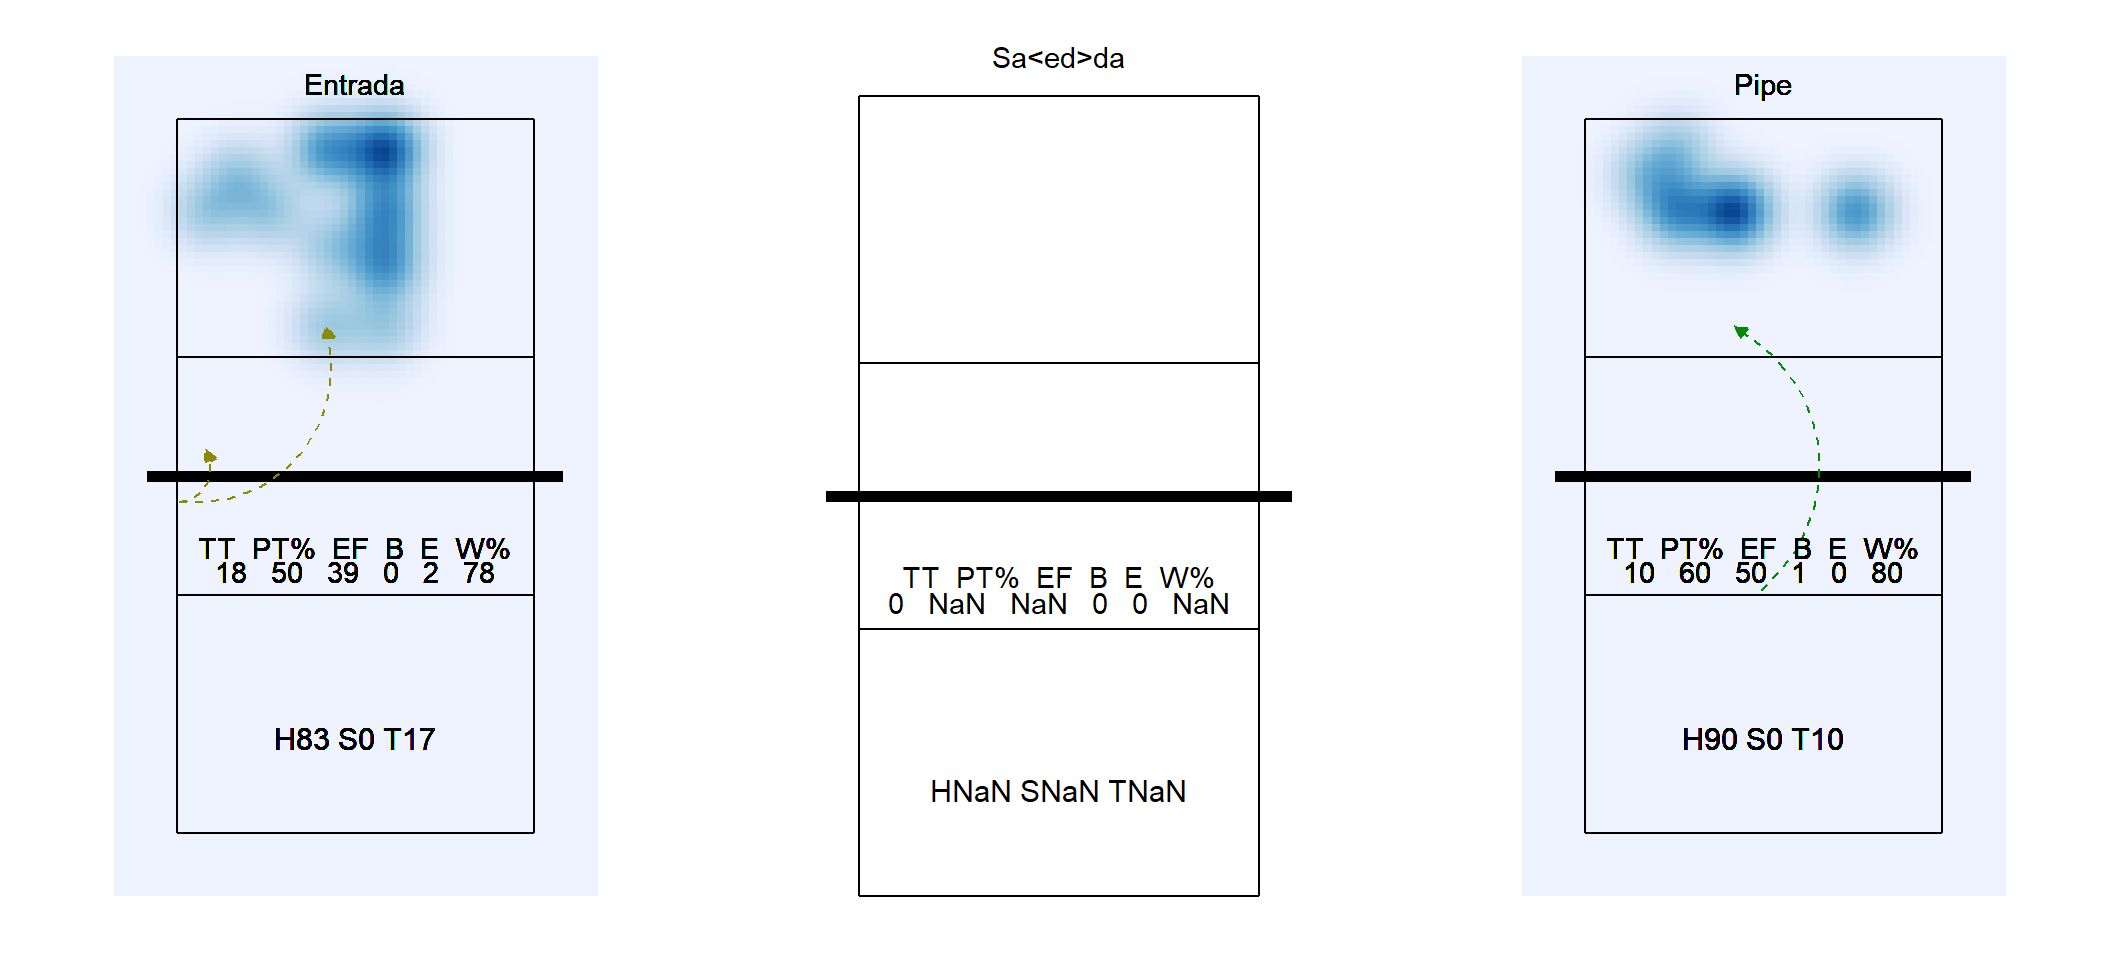 Entrada
TT PT% EF B E W%
18 50 39 0 2 78
H83 S0 T17
Sa<ed>da
TT PT% EF B E W%
0 NaN NaN 0 0 NaN
HNaN SNaN TNaN
Pipe
TT PT% EF B E W%
10 60 50 1 0 80
H90 S0 T10